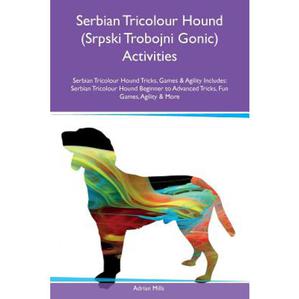 Serbian Tricolour Hound
(Srpski Trobojni Gonic)
Activities
Serbian Tricolour Hound Tricks, Games & Agility Includes:
Serbian Tricolour Hound Beginner to Advanced Tricks, Fun
Games, Agility & More
Adrian Mills